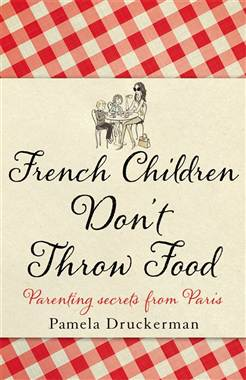 French Children
Don't
Throw Food
Parenting secrets from Paris
Pamela Druckerman